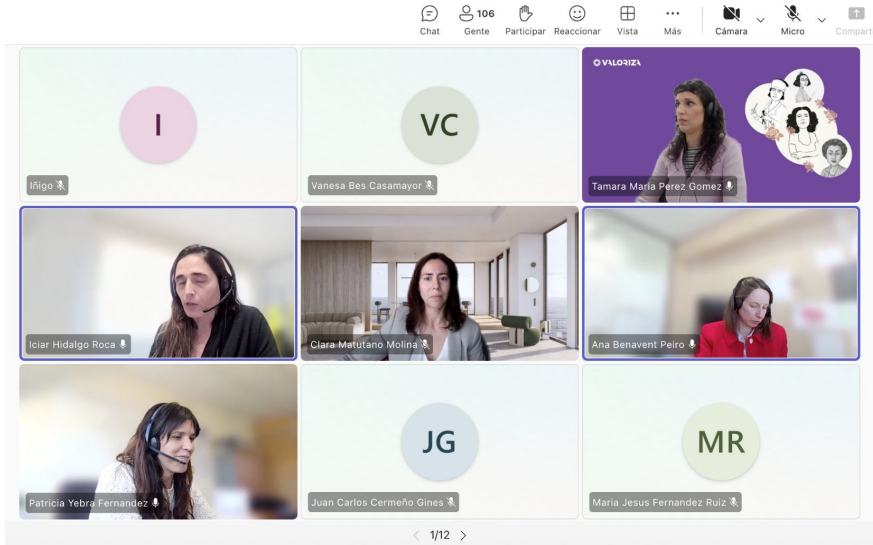 106
Chat Gente Participar Reaccionar Vista Más Cámara Micro Compart
VALORIZA
I
VC
Iñigo
Vanesa Bes Casamayor
Tamara Maria Perez Gomez
Iciar Hidalgo Roca
Clara Matutano Molina
Ana Benavent Peiro
JG
MR
Patricia Yebra Fernandez
Juan Carlos Cermeño Gines
Maria Jesus Fernandez Ruiz
1/12